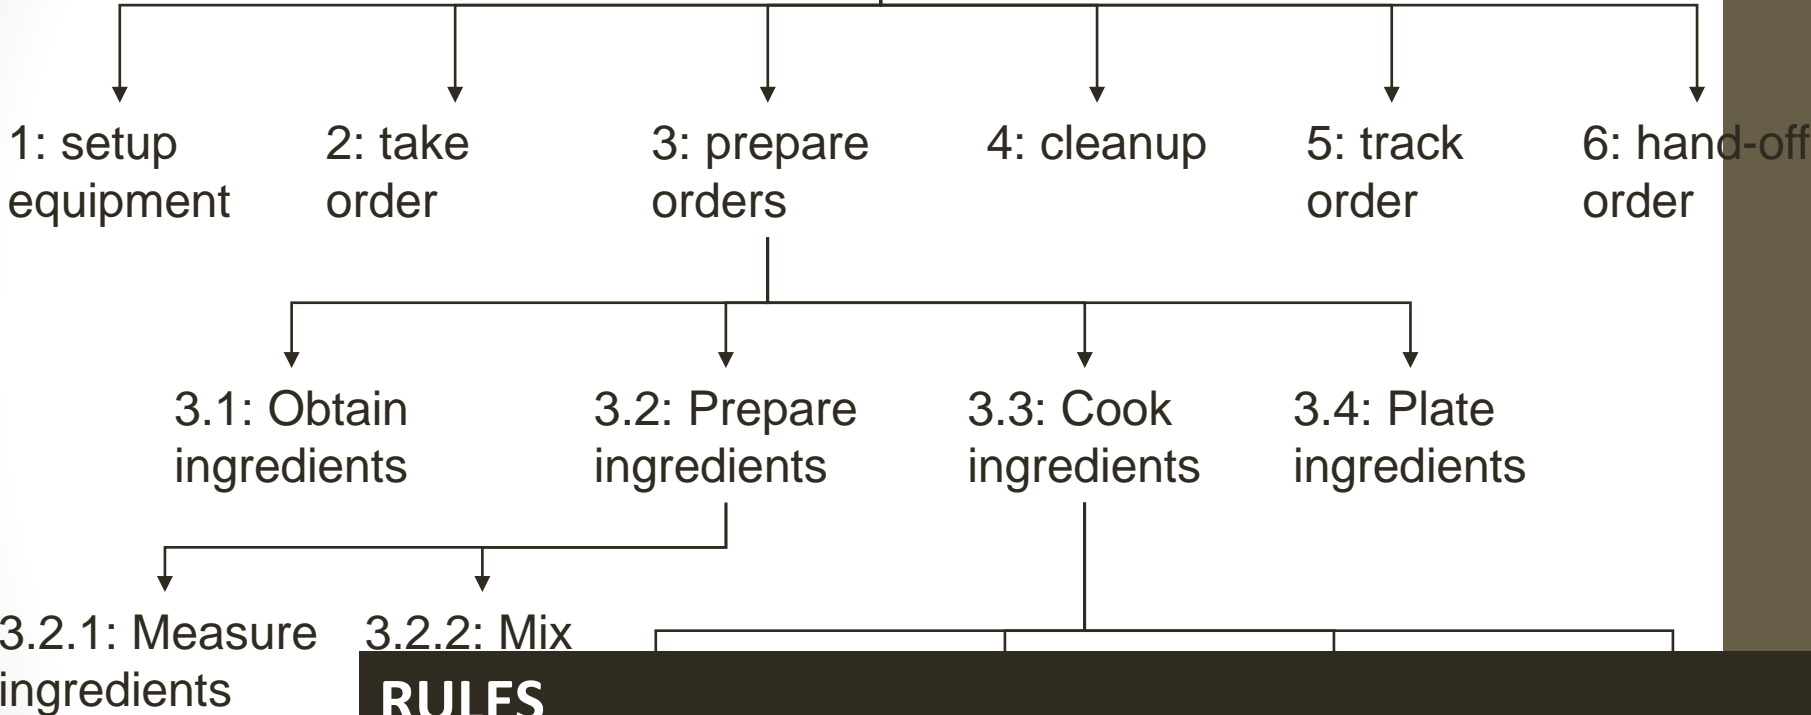 1: setup
equipment
2: take
order
3: prepare
orders
4: cleanup
5: track
order
6: hand-off
order
3.1: Obtain
ingredients
3.2: Prepare
ingredients
3.3: Cook
ingredients
3.4: Plate
ingredients
3.2.1: Measure
ingredients
3.2.2: Mix
RULES